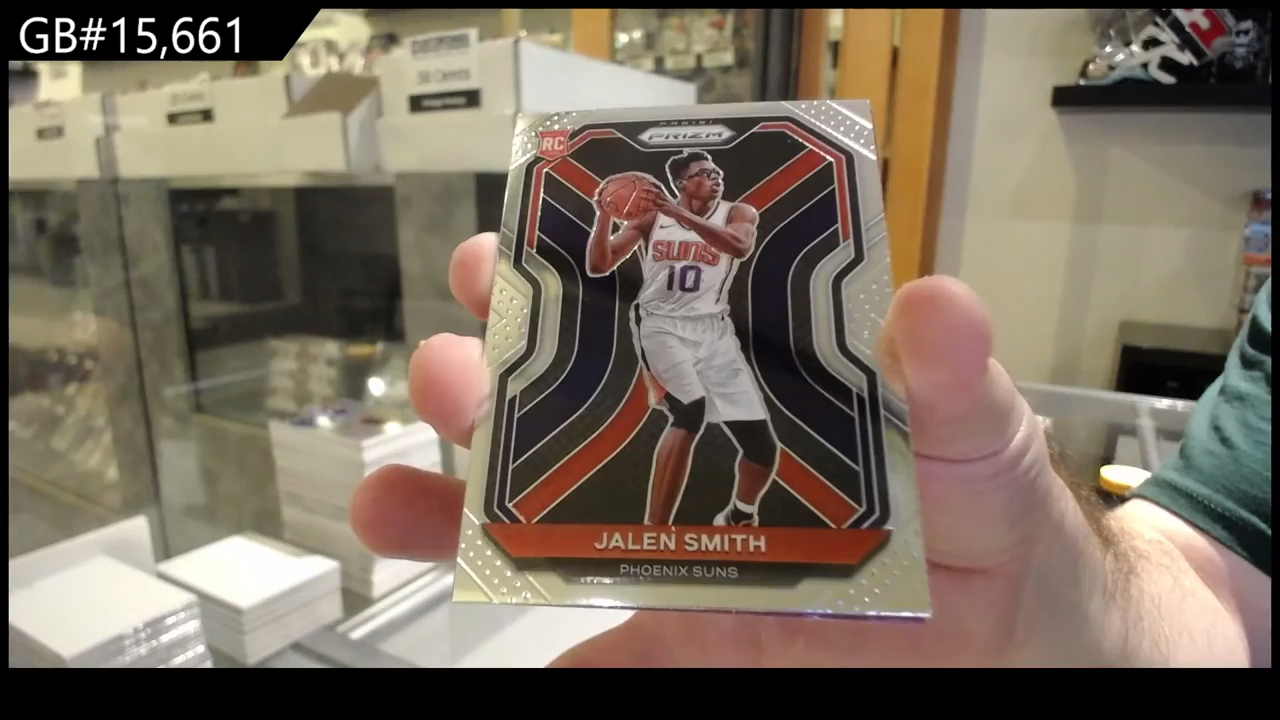 GB#15,661
50 Cents
PANINI
PRIZM
RC
SUNS
10
JALEN SMITH
PHOENIX SUNS